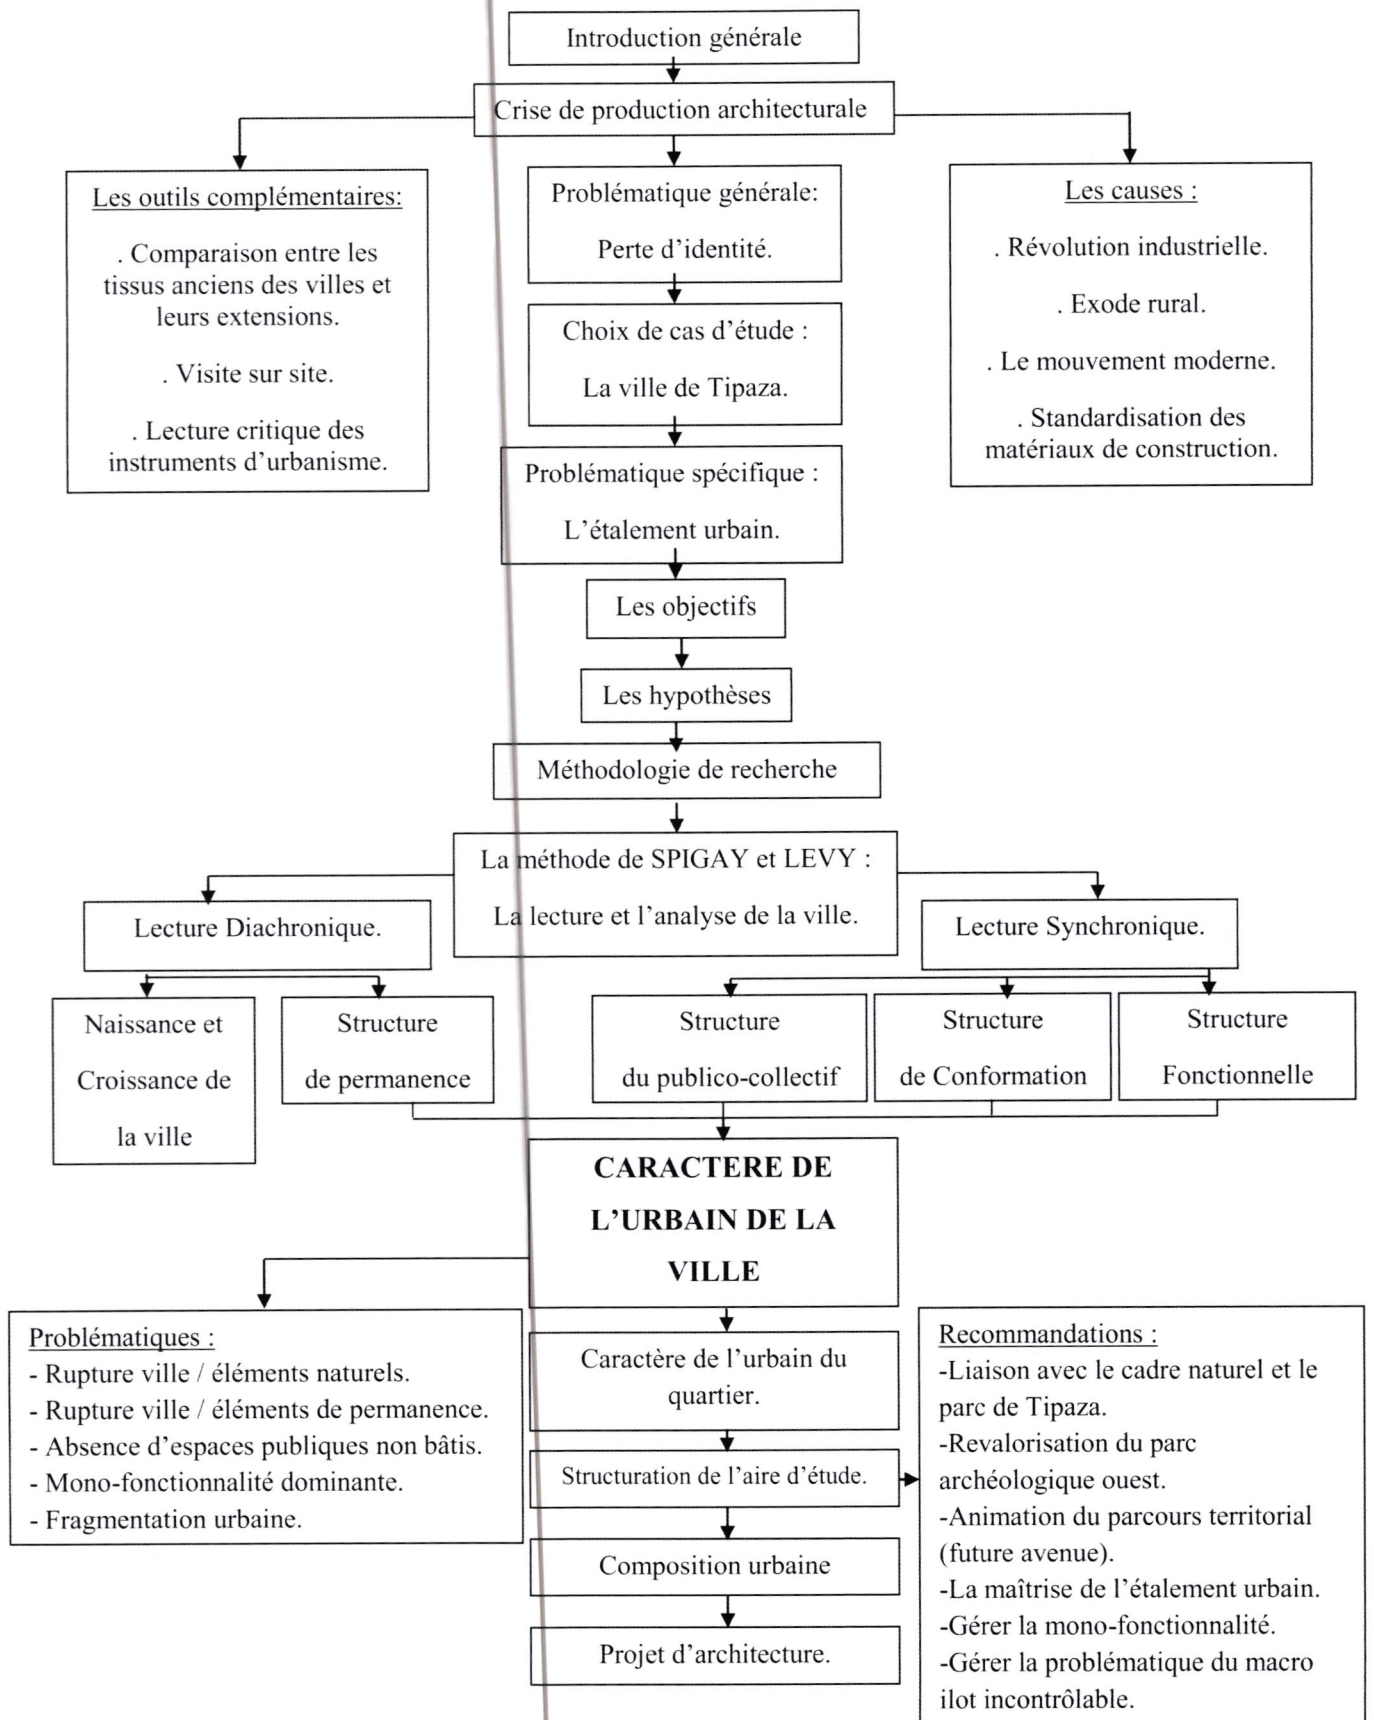 Introduction générale
Crise de production architecturale
Les outils complémentaires:
. Comparaison entre les
tissus anciens des villes et
leurs extensions.
. Visite sur site.
. Lecture critique des
instruments d'urbanisme.
Problématique générale:
Perte d'identité.
Les causes :
. Révolution industrielle.
. Exode rural.
. Le mouvement moderne.
. Standardisation des
matériaux de construction.
Choix de cas d'étude :
La ville de Tipaza.
Problématique spécifique :
L'étalement urbain.
Les objectifs
Les hypothèses
Méthodologie de recherche
La méthode de SPIGAY et LEVY :
La lecture et l'analyse de la ville.
Lecture Diachronique.
Lecture Synchronique.
Naissance et
Croissance de
la ville
Structure
de permanence
Structure
du publico-collectif
Structure
de Conformation
Structure
Fonctionnelle
CARACTERE DE
L'URBAIN DE LA
VILLE
Problématiques :
- Rupture ville / éléments naturels.
- Rupture ville / éléments de permanence.
- Absence d'espaces publiques non bâtis.
- Mono-fonctionnalité dominante.
- Fragmentation urbaine.
Caractère de l'urbain du
quartier.
Structuration de l'aire d'étude.
Composition urbaine
Projet d'architecture.
Recommandations :
-Liaison avec le cadre naturel et le
parc de Tipaza.
-Revalorisation du parc
archéologique ouest.
-Animation du parcours territorial
(future avenue).
-La maîtrise de l'étalement urbain.
-Gérer la mono-fonctionnalité.
-Gérer la problématique du macro
ilot incontrôlable.